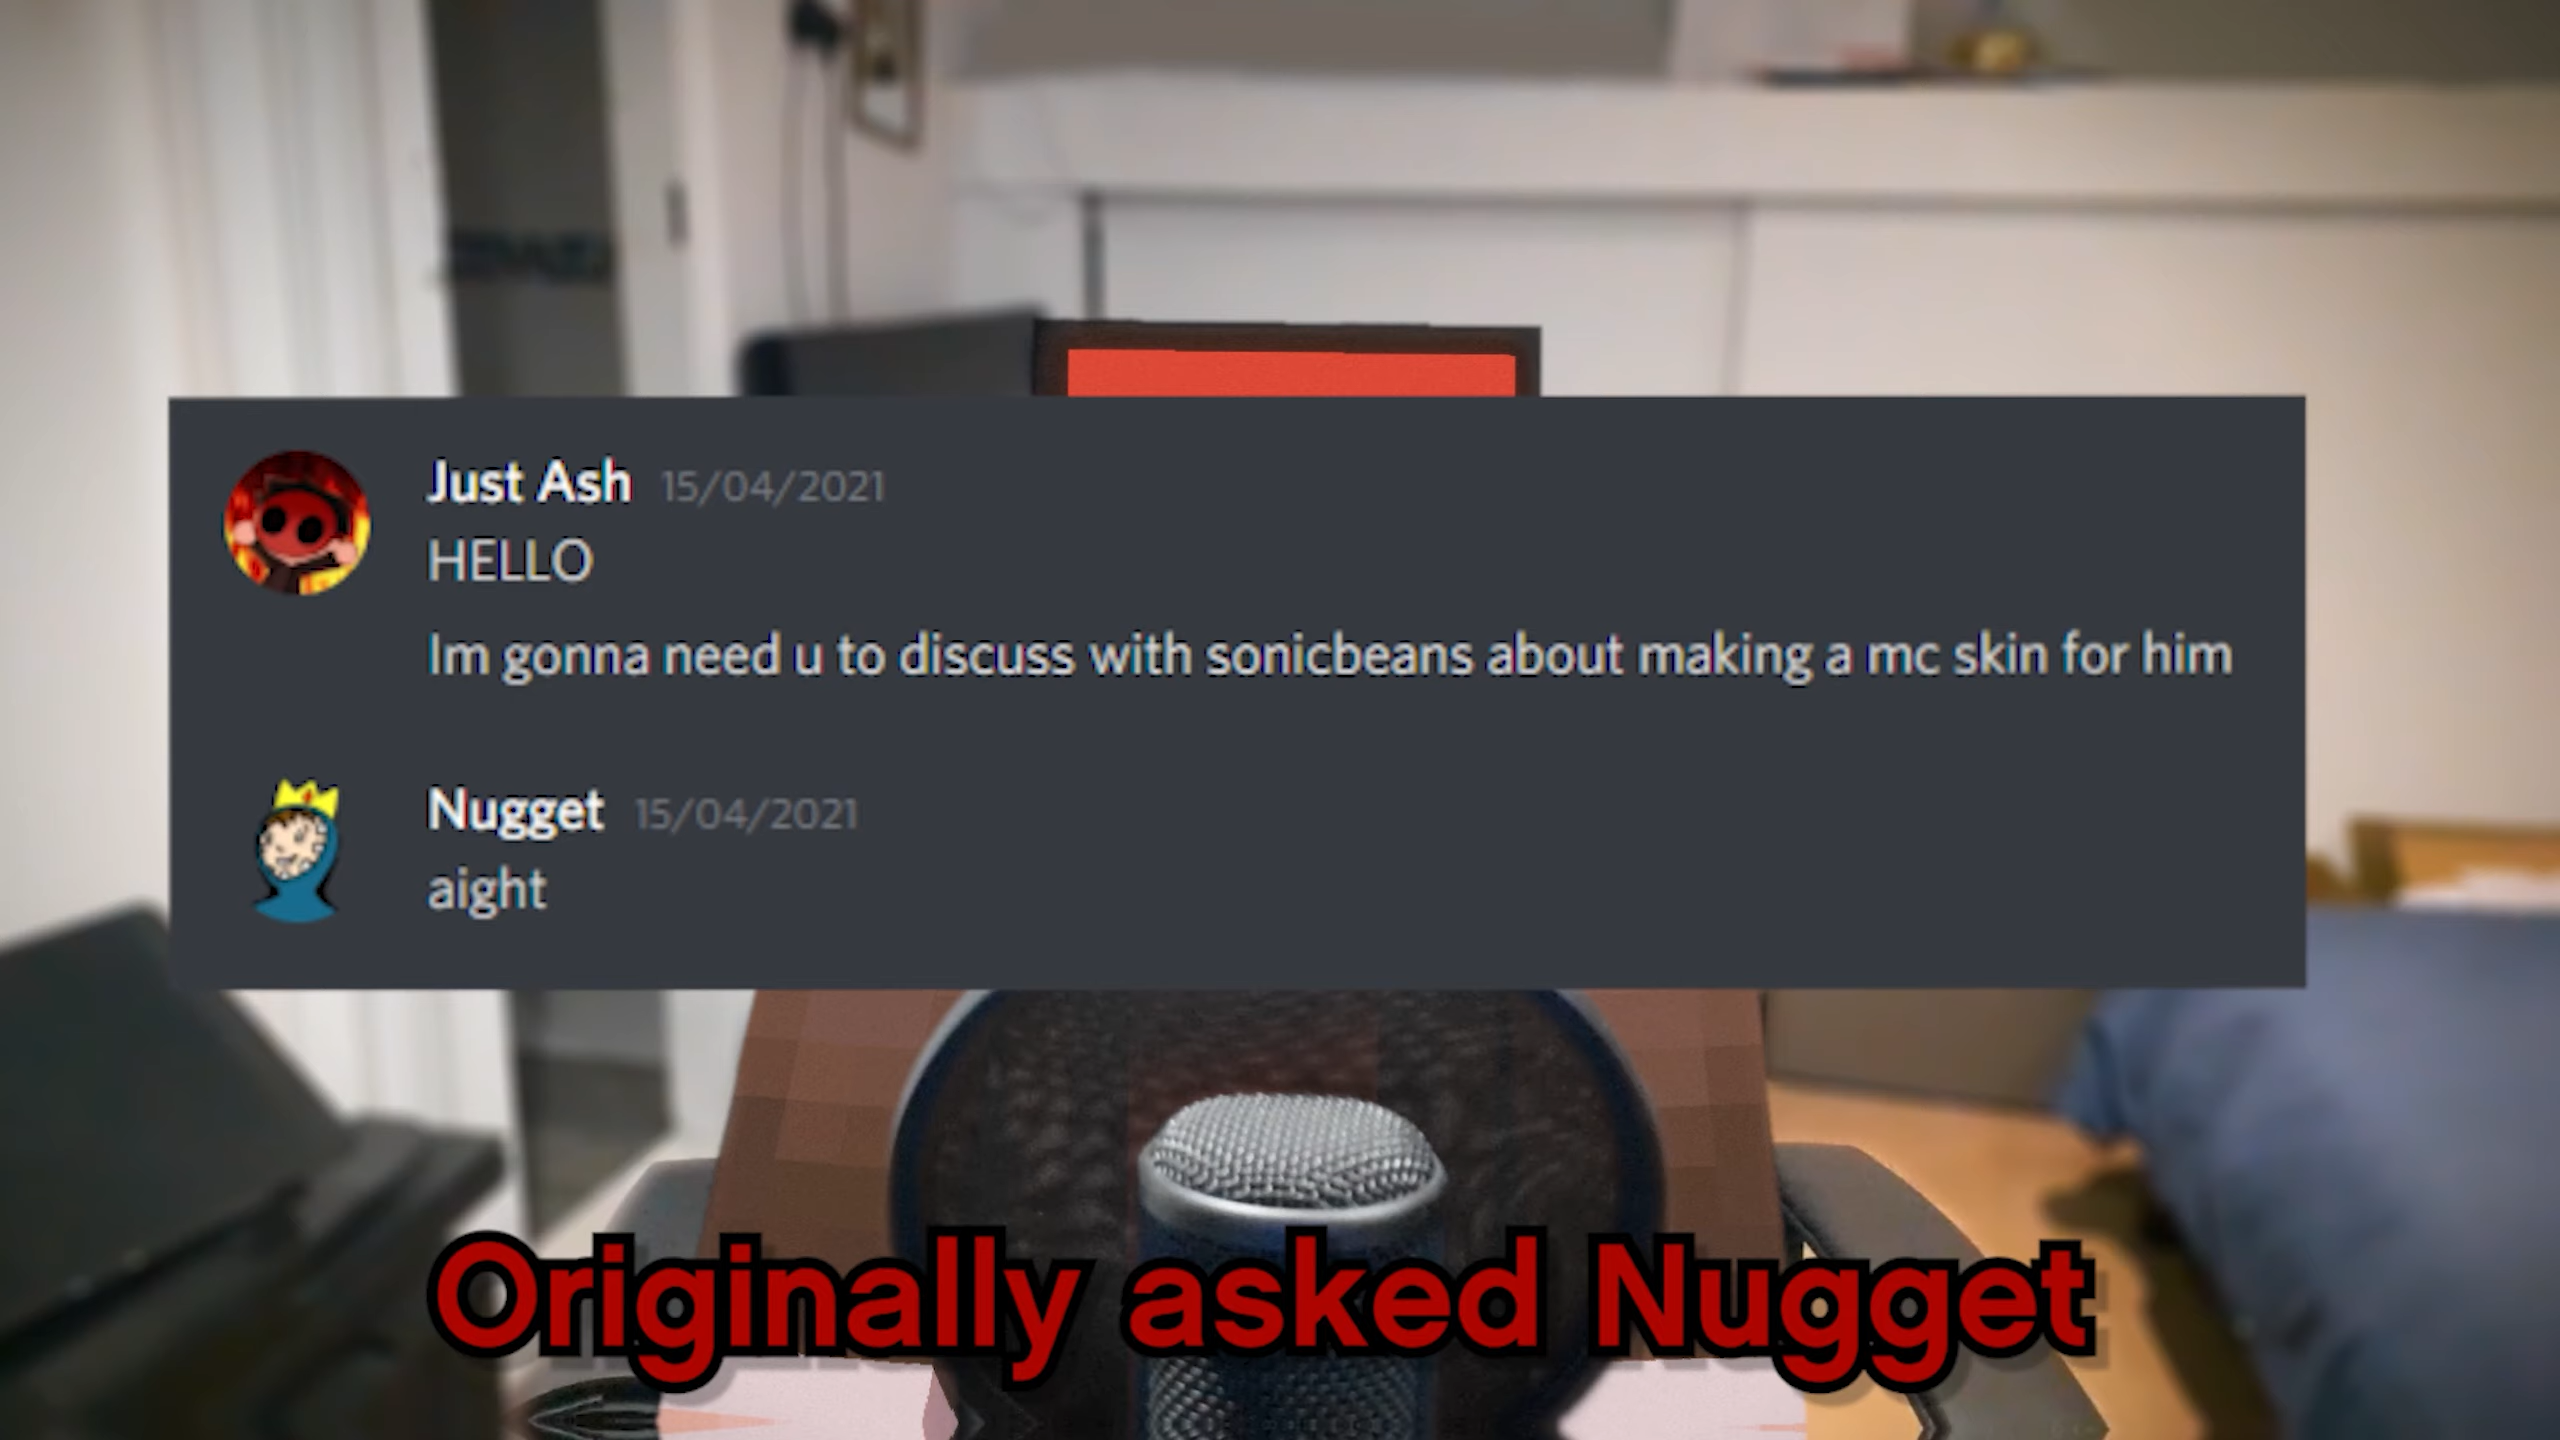 Just Ash 15/04/2021
HELLO
Im gonna need u to discuss with sonicbeans about making a mc skin for him
Nugget 15/04/2021
aight
Originally asked Nugget